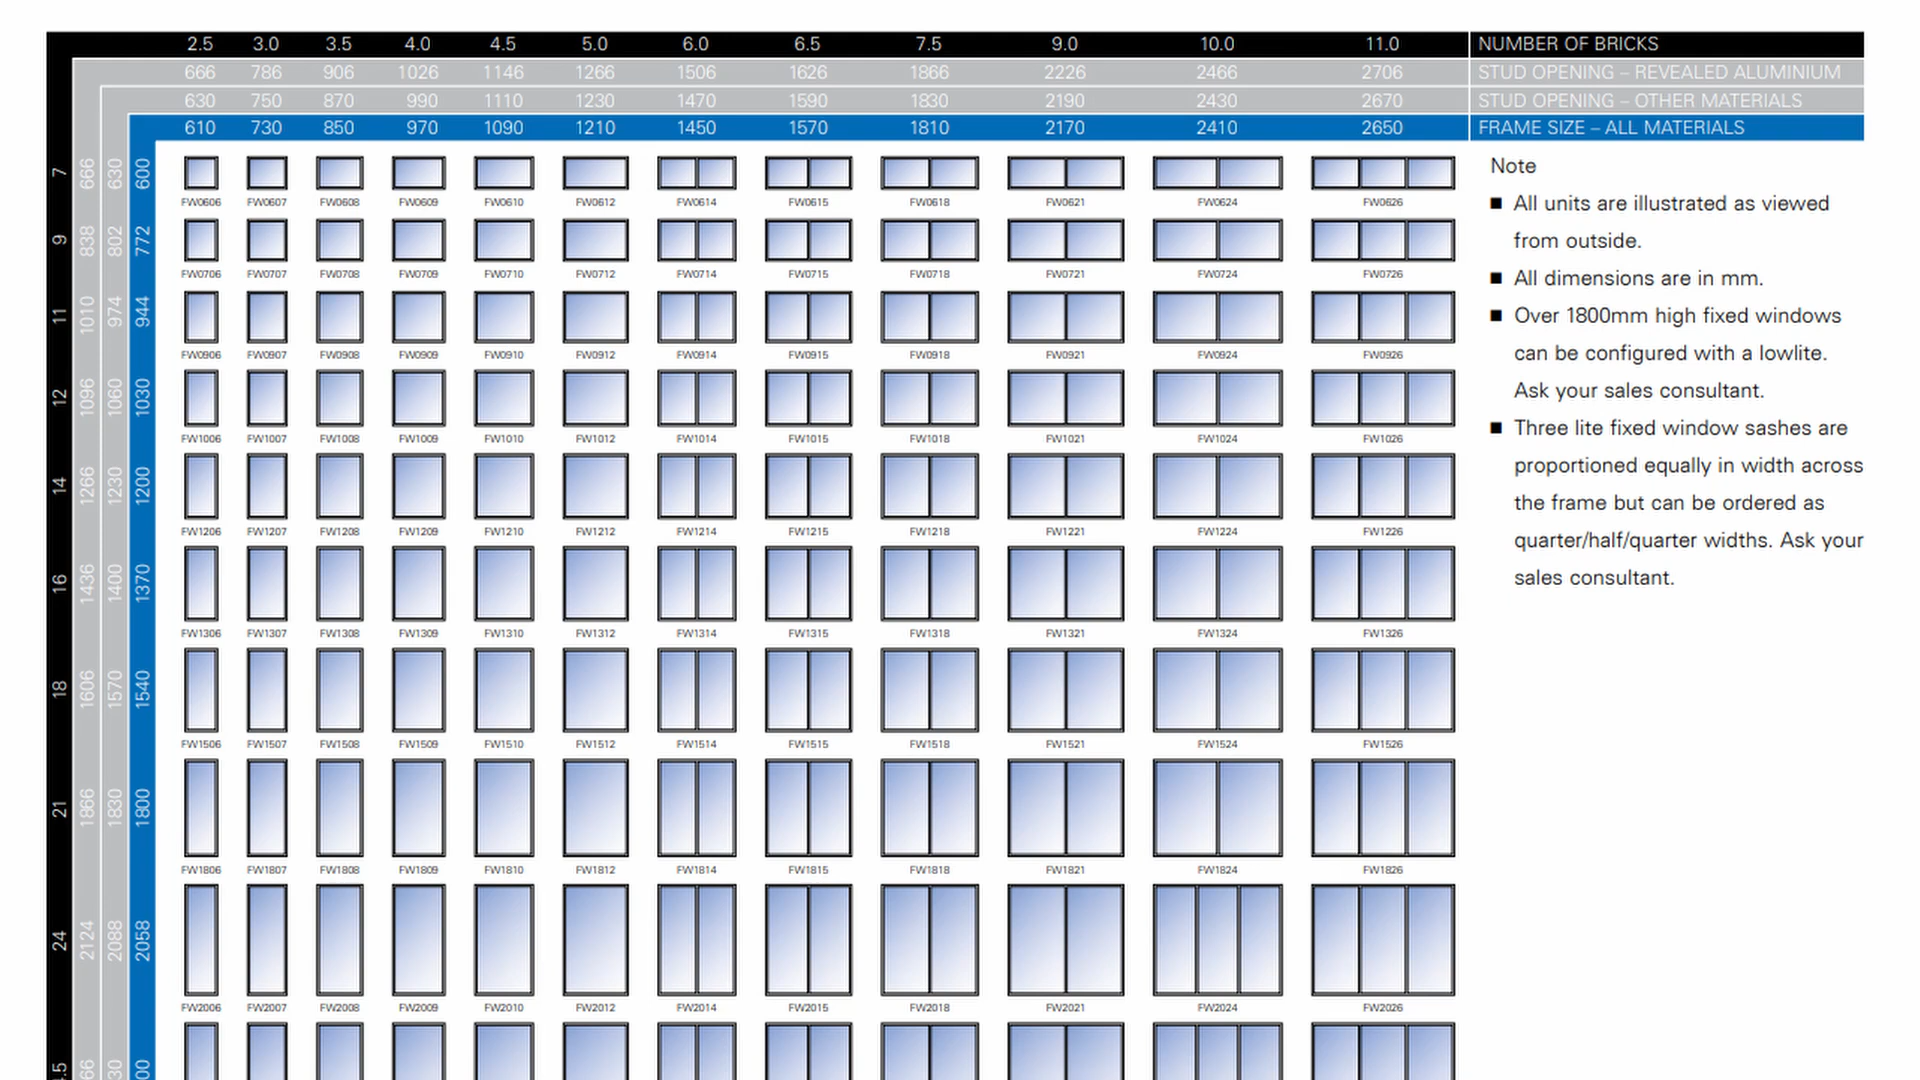 2.5 3.0 3.5 4.0 4.5 5.0 6.0 6.5 7.5 9.0 10.0 11.0 NUMBER OF BRICKS
666 786 906 1026 1146 1266 1506 1626 1866 2226 2466 2706 STUD OPENING – REVEALED ALUMINIUM
630 750 870 990 1110 1230 1470 1590 1830 2190 2430 2670 STUD OPENING – OTHER MATERIALS
610 730 850 970 1090 1210 1450 1570 1810 2170 2410 2650 FRAME SIZE – ALL MATERIALS
7 666 630 600
FW0606 FW0607 FW0608 FW0609 FW0610 FW0612 FW0614 FW0615 FW0618 FW0621 FW0624 FW0626
9 838 802 772
FW0706 FW0707 FW0708 FW0709 FW0710 FW0712 FW0714 FW0715 FW0718 FW0721 FW0724 FW0726
11 1010 974 944
FW0906 FW0907 FW0908 FW0909 FW0910 FW0912 FW0914 FW0915 FW0918 FW0921 FW0924 FW0926
12 1096 1060 1030
FW1006 FW1007 FW1008 FW1009 FW1010 FW1012 FW1014 FW1015 FW1018 FW1021 FW1024 FW1026
14 1266 1230 1200
FW1206 FW1207 FW1208 FW1209 FW1210 FW1212 FW1214 FW1215 FW1218 FW1221 FW1224 FW1226
16 1436 1400 1370
FW1306 FW1307 FW1308 FW1309 FW1310 FW1312 FW1314 FW1315 FW1318 FW1321 FW1324 FW1326
18 1606 1570 1540
FW1506 FW1507 FW1508 FW1509 FW1510 FW1512 FW1514 FW1515 FW1518 FW1521 FW1524 FW1526
21 1866 1830 1800
FW1806 FW1807 FW1808 FW1809 FW1810 FW1812 FW1814 FW1815 FW1818 FW1821 FW1824 FW1826
24 2124 2088 2058
FW2006 FW2007 FW2008 FW2009 FW2010 FW2012 FW2014 FW2015 FW2018 FW2021 FW2024 FW2026
Note
■ All units are illustrated as viewed
from outside.
■ All dimensions are in mm.
■ Over 1800mm high fixed windows
can be configured with a lowlite.
Ask your sales consultant.
■ Three lite fixed window sashes are
proportioned equally in width across
the frame but can be ordered as
quarter/half/quarter widths. Ask your
sales consultant.